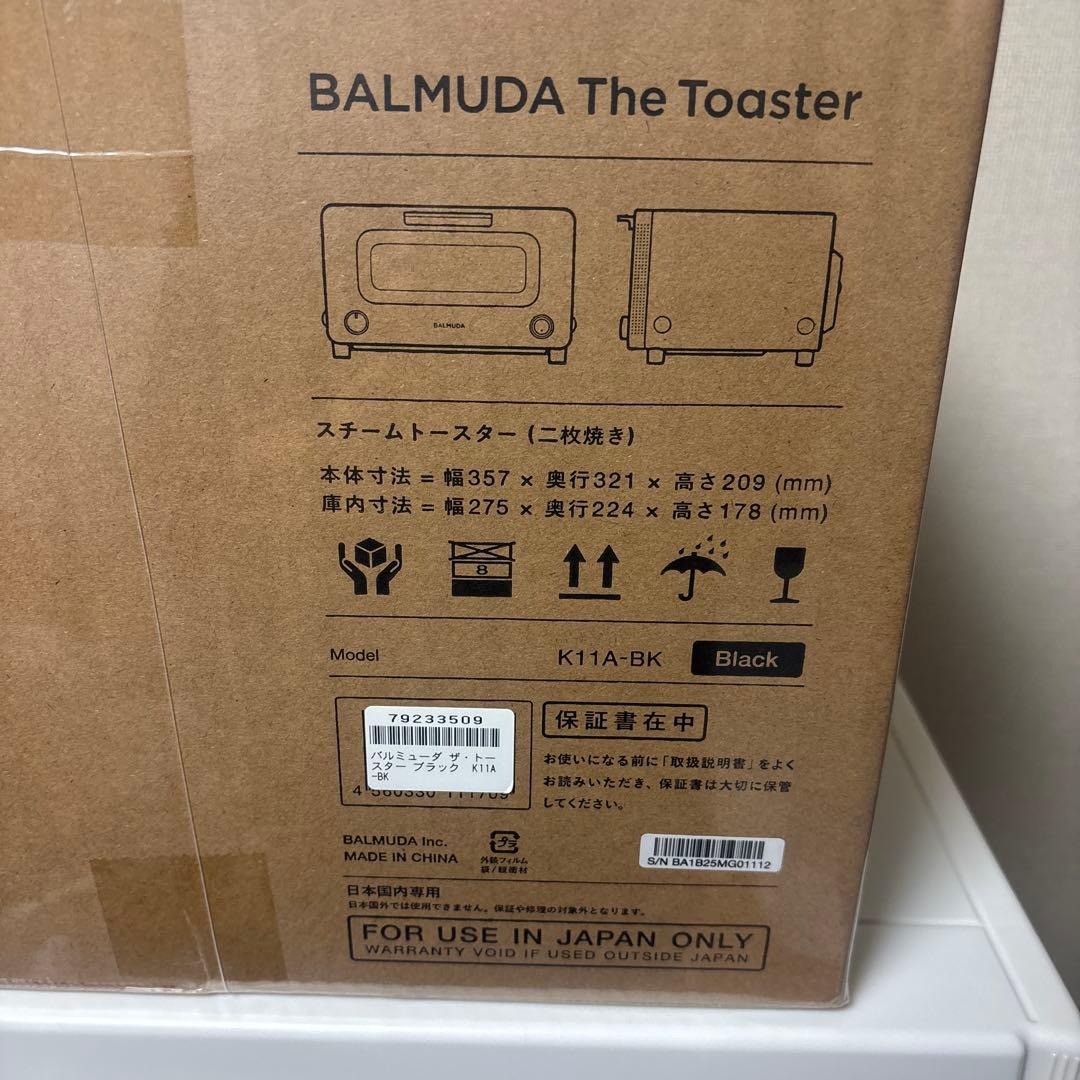 BALMUDA The Toaster
BALMUDA
スチームトースター (二枚焼き)
本体寸法 = 幅357 × 奥行321 × 高さ209 (mm)
庫内寸法 = 幅275 × 奥行224 × 高さ178 (mm)
8
Model K11A-BK Black
79233509
バルミューダ ザ・トー
スター ブラック K11A
-BK
保証書在中
お使いになる前に「取扱説明書」をよく
お読みいただき、保証書は大切に保管
してください。
BALMUDA Inc.
MADE IN CHINA
プラ
外装フィルム
袋/緩衝材
S/N BA1B25MG01112
日本国内専用
日本国外では使用できません。保証や修理の対象外となります。
FOR USE IN JAPAN ONLY
WARRANTY VOID IF USED OUTSIDE JAPAN